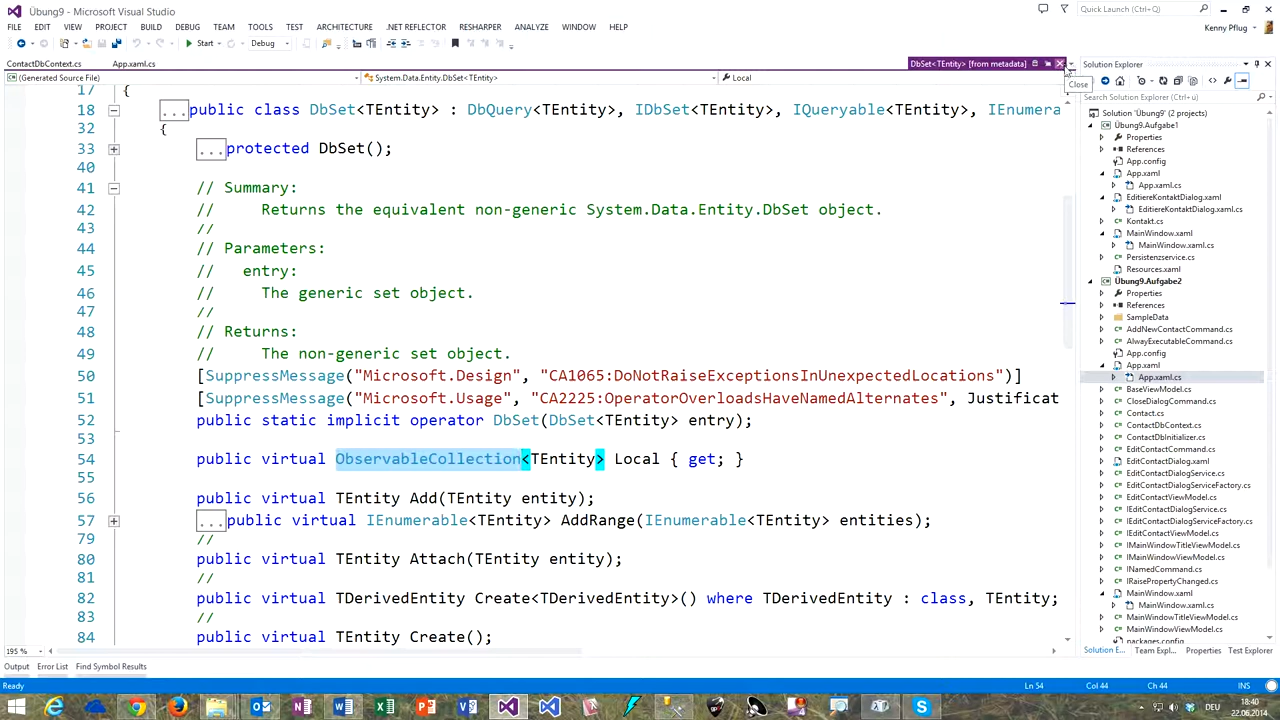 Übung9 - Microsoft Visual Studio
Quick Launch (Ctrl+Q)
FILE EDIT VIEW PROJECT BUILD DEBUG TEAM TOOLS TEST ARCHITECTURE .NET REFLECTOR RESHARPER ANALYZE WINDOW HELP
Kenny Pflug
Start Debug
ContactDbContext.cs App.xaml.cs DbSet<TEntity> [from metadata]
Solution Explorer
(Generated Source File) System.Data.Entity.DbSet<TEntity> Local
Close
17 {
18 ...public class DbSet<TEntity> : DbQuery<TEntity>, IDbSet<TEntity>, IQueryable<TEntity>, IEnumera
32 {
33 ...protected DbSet();
40
41 // Summary:
42 // Returns the equivalent non-generic System.Data.Entity.DbSet object.
43 //
44 // Parameters:
45 // entry:
46 // The generic set object.
47 //
48 // Returns:
49 // The non-generic set object.
50 [SuppressMessage("Microsoft.Design", "CA1065:DoNotRaiseExceptionsInUnexpectedLocations")]
51 [SuppressMessage("Microsoft.Usage", "CA2225:OperatorOverloadsHaveNamedAlternates", Justificat
52 public static implicit operator DbSet(DbSet<TEntity> entry);
53
54 public virtual ObservableCollection<TEntity> Local { get; }
55
56 public virtual TEntity Add(TEntity entity);
57 ...public virtual IEnumerable<TEntity> AddRange(IEnumerable<TEntity> entities);
79 //
80 public virtual TEntity Attach(TEntity entity);
81 //
82 public virtual TDerivedEntity Create<TDerivedEntity>() where TDerivedEntity : class, TEntity;
83 //
84 public virtual TEntity Create();
195 %
Search Solution Explorer (Ctrl+ü)
Solution 'Übung9' (2 projects)
Übung9.Aufgabe1
Properties
References
App.config
App.xaml
App.xaml.cs
EditiereKontaktDialog.xaml
EditiereKontaktDialog.xaml.cs
Kontakt.cs
MainWindow.xaml
MainWindow.xaml.cs
Persistenzservice.cs
Resources.xaml
Übung9.Aufgabe2
Properties
References
SampleData
AddNewContactCommand.cs
AlwayExecutableCommand.cs
App.config
App.xaml
App.xaml.cs
BaseViewModel.cs
CloseDialogCommand.cs
Contact.cs
ContactDbContext.cs
ContactDbInitializer.cs
EditContactCommand.cs
EditContactDialog.xaml
EditContactDialogService.cs
EditContactDialogServiceFactory.cs
EditContactViewModel.cs
IEditContactDialogService.cs
IEditContactDialogServiceFactory.cs
IEditContactViewModel.cs
IMainWindowTitleViewModel.cs
IMainWindowViewModel.cs
INamedCommand.cs
IRaisePropertyChanged.cs
MainWindow.xaml
MainWindow.xaml.cs
MainWindowTitleViewModel.cs
MainWindowViewModel.cs
packages.config
Solution E... Team Expl... Properties Test Explorer
Output Error List Find Symbol Results
Ready Ln 54 Col 44 Ch 44 INS
DEU 18:40
22.06.2014